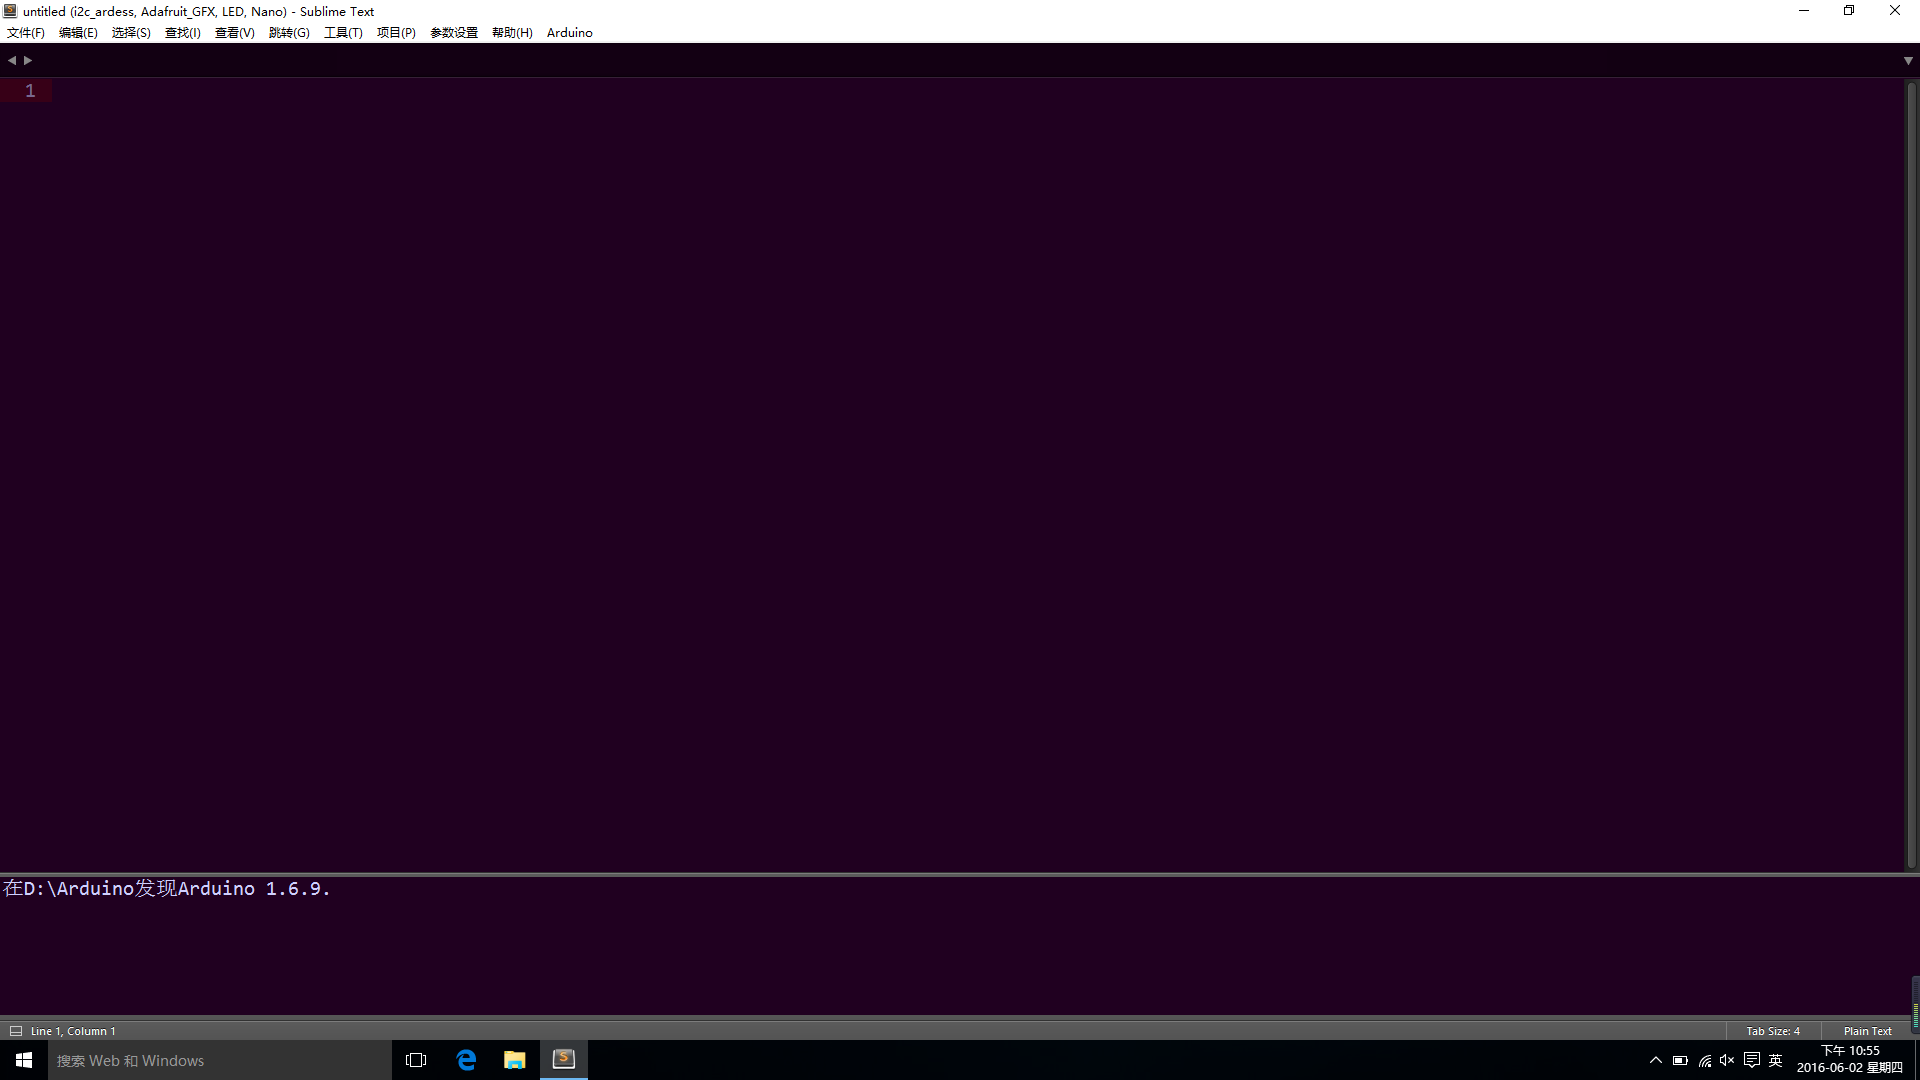 untitled (i2c_ardess, Adafruit_GFX, LED, Nano) - Sublime Text
文件(F) 编辑(E) 选择(S) 查找(I) 查看(V) 跳转(G) 工具(T) 项目(P) 参数设置 帮助(H) Arduino
1
在D:\Arduino发现Arduino 1.6.9.
Line 1, Column 1 Tab Size: 4 Plain Text
搜索 Web 和 Windows
英
下午 10:55
2016-06-02 星期四